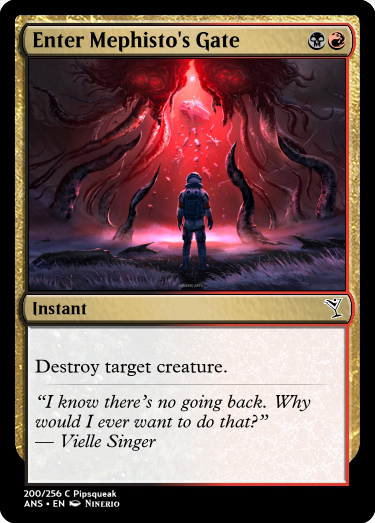 Enter Mephisto's Gate
Instant
Destroy target creature.
“I know there's no going back. Why
would I ever want to do that?”
— Vielle Singer
200/256 C Pipsqueak
ANS • EN Ninerio